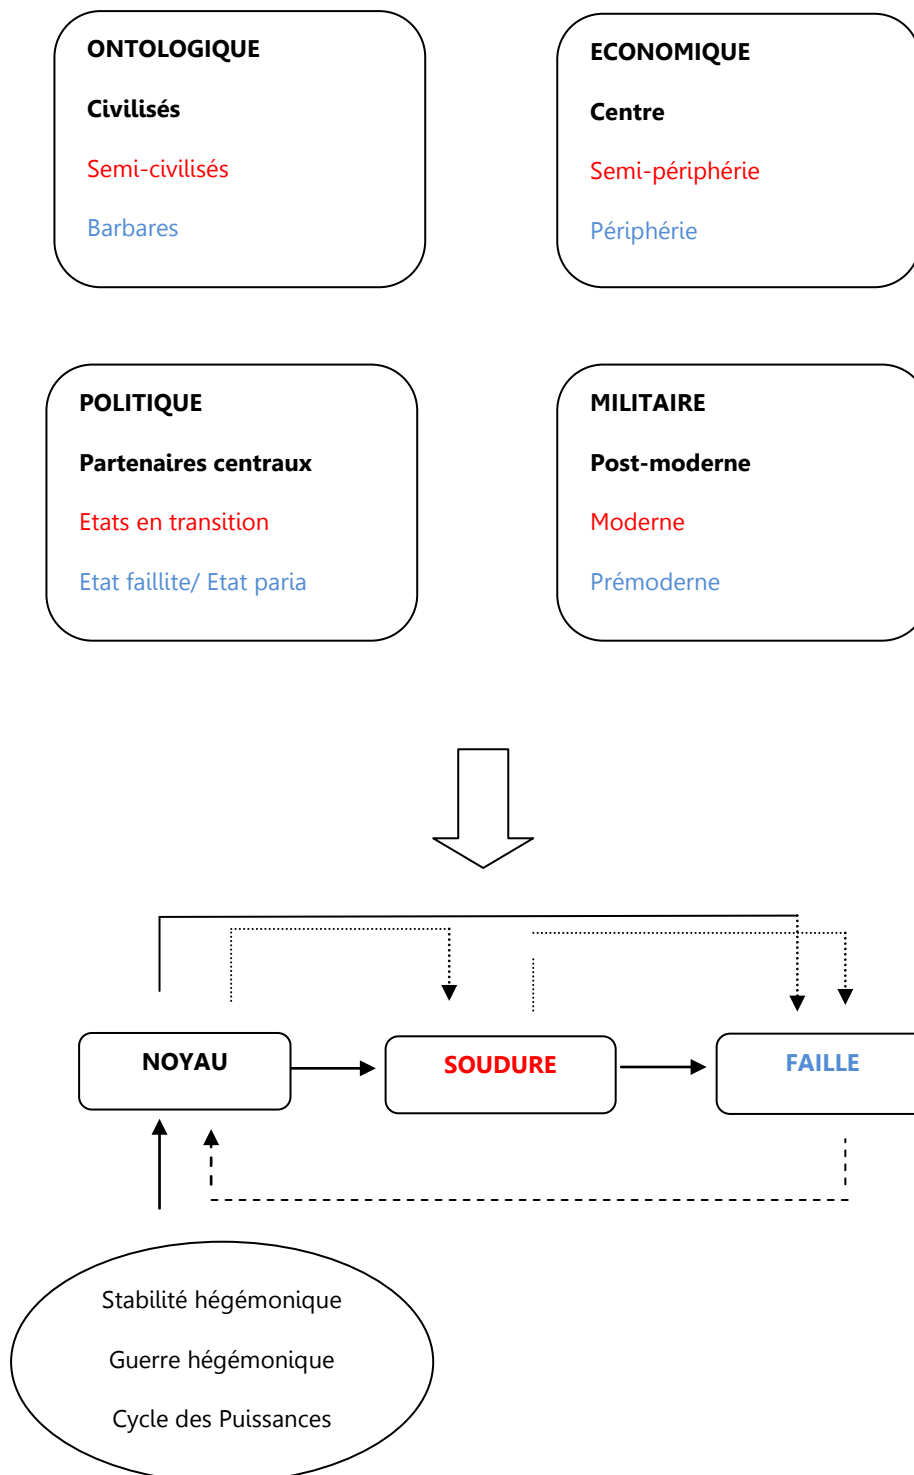 ONTOLOGIQUE
Civilisés
Semi-civilisés
Barbares
ECONOMIQUE
Centre
Semi-périphérie
Périphérie
POLITIQUE
Partenaires centraux
Etats en transition
Etat faillite/ Etat paria
MILITAIRE
Post-moderne
Moderne
Prémoderne
NOYAU
SOUDURE
FAILLE
Stabilité hégémonique
Guerre hégémonique
Cycle des Puissances